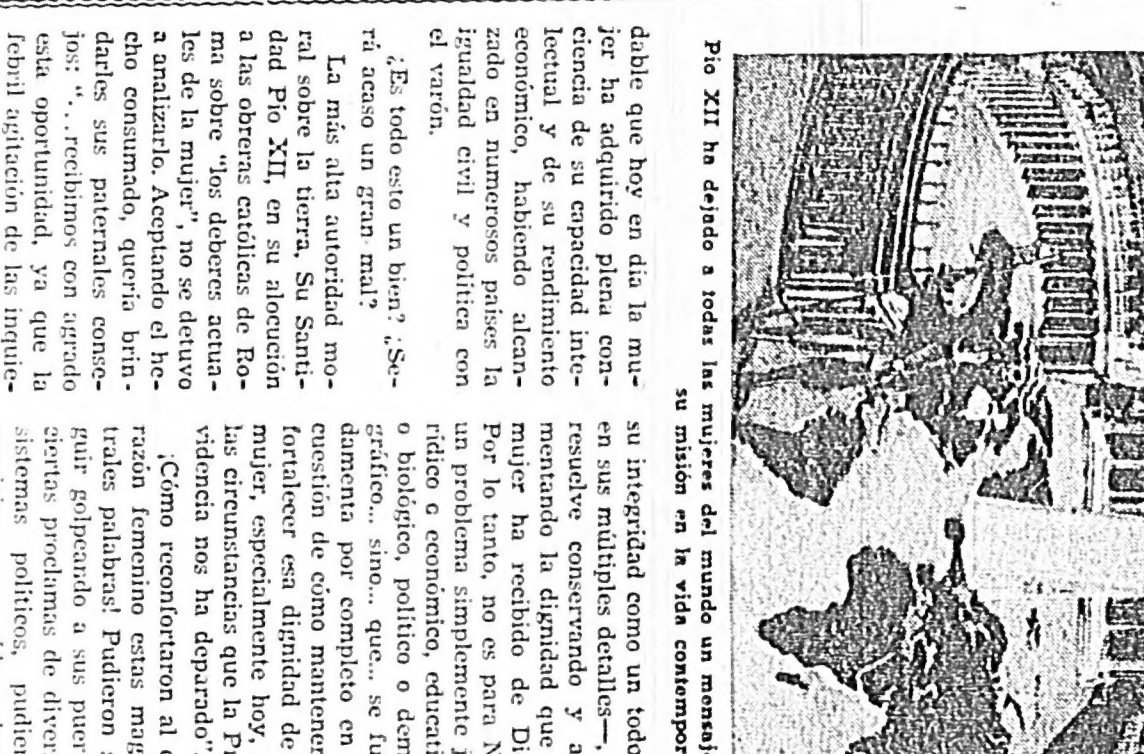 Pío XII ha dejado a todas las mujeres del mundo un mensaj
su misión en la vida contempor
dable que hoy en día la mu-
jer ha adquirido plena con-
ciencia de su capacidad inte-
lectual y de su rendimiento
económico, habiendo alcan-
zado en numerosos países la
igualdad civil y política con
el varón.
¿Es todo esto un bien? ¿Se-
rá acaso un gran mal?
La más alta autoridad mo-
ral sobre la tierra, Su Santi-
dad Pío XII, en su alocución
a las obreras católicas de Ro-
ma sobre "los deberes actua-
les de la mujer", no se detuvo
a analizarlo. Aceptando el he-
cho consumado, quería brin-
darles sus paternales conse-
jos: "...recibimos con agrado
esta oportunidad, ya que la
febril agitación de las inquie-
su integridad como un todo
en sus múltiples detalles—,
resuelve conservando y a
mentando la dignidad que
mujer ha recibido de Di
Por lo tanto, no es para N
un problema simplemente j
rídico o económico, educati
o biológico, político o dem
gráfico... sino... que... se fu
damenta por completo en
cuestión de cómo mantener
fortalecer esa dignidad de
mujer, especialmente hoy,
las circunstancias que la Pr
videncia nos ha deparado"
¡Cómo reconfortaron al c
razón femenino estas mag
trales palabras! Pudieron s
guir golpeando a sus puer
ciertas proclamas de diver
sistemas políticos, pudier